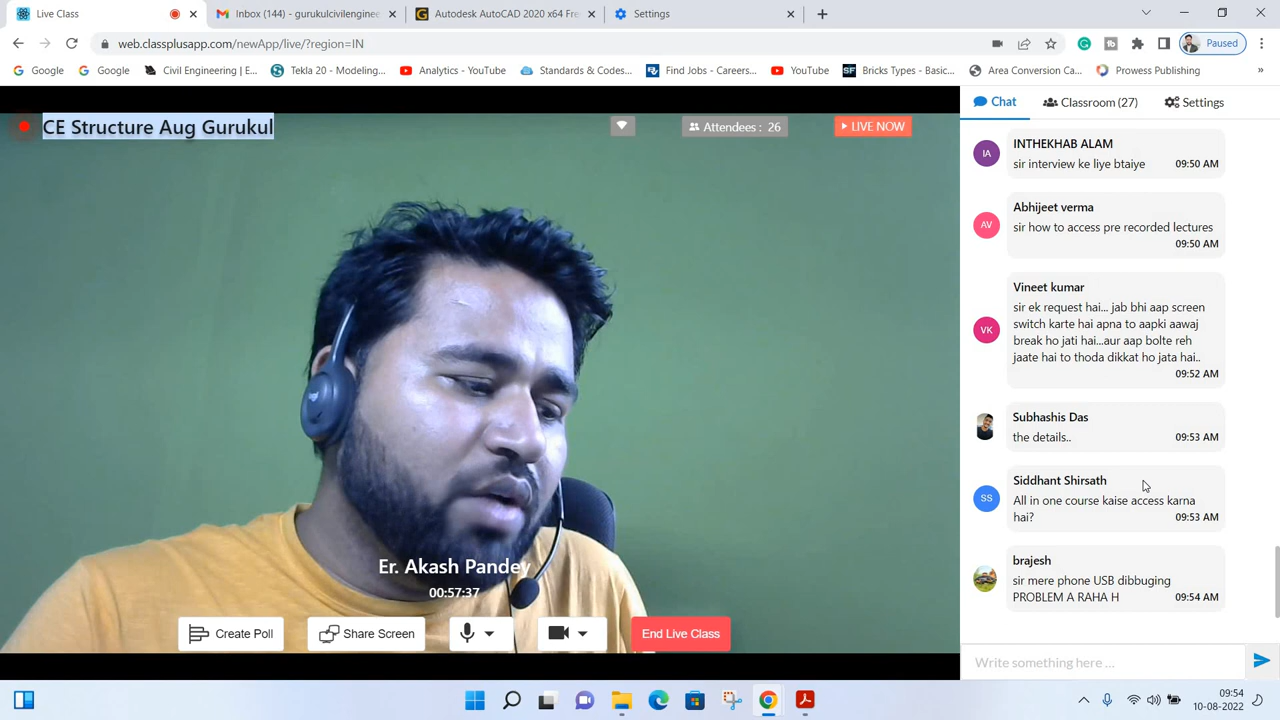 Live Class
Inbox (144) - gurukulcivilenginee
Autodesk AutoCAD 2020 x64 Fre
Settings
web.classplusapp.com/newApp/live/?region=IN
Paused
Google
Google
Civil Engineering | E...
Tekla 20 - Modeling...
Analytics - YouTube
Standards & Codes...
Find Jobs - Careers...
YouTube
SF
Bricks Types - Basic...
Area Conversion Ca...
Prowess Publishing
»
CE Structure Aug Gurukul
Attendees : 26
LIVE NOW
Er. Akash Pandey
00:57:37
Create Poll
Share Screen
End Live Class
Chat
Classroom (27)
Settings
IA
INTHEKHAB ALAM
sir interview ke liye btaiye
09:50 AM
AV
Abhijeet verma
sir how to access pre recorded lectures
09:50 AM
VK
Vineet kumar
sir ek request hai... jab bhi aap screen
switch karte hai apna to aapki aawaj
break ho jati hai...aur aap bolte reh
jaate hai to thoda dikkat ho jata hai..
09:52 AM
Subhashis Das
the details..
09:53 AM
SS
Siddhant Shirsath
All in one course kaise access karna
hai?
09:53 AM
brajesh
sir mere phone USB dibbuging
PROBLEM A RAHA H
09:54 AM
Write something here ...
09:54
10-08-2022